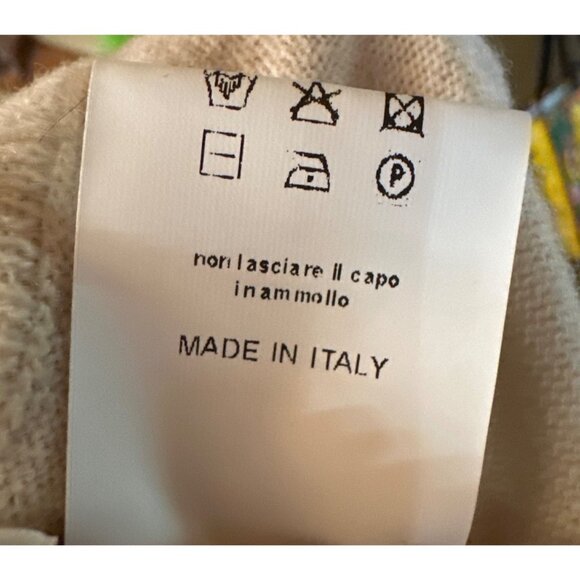 P
non lasciare il capo
in ammollo
MADE IN ITALY